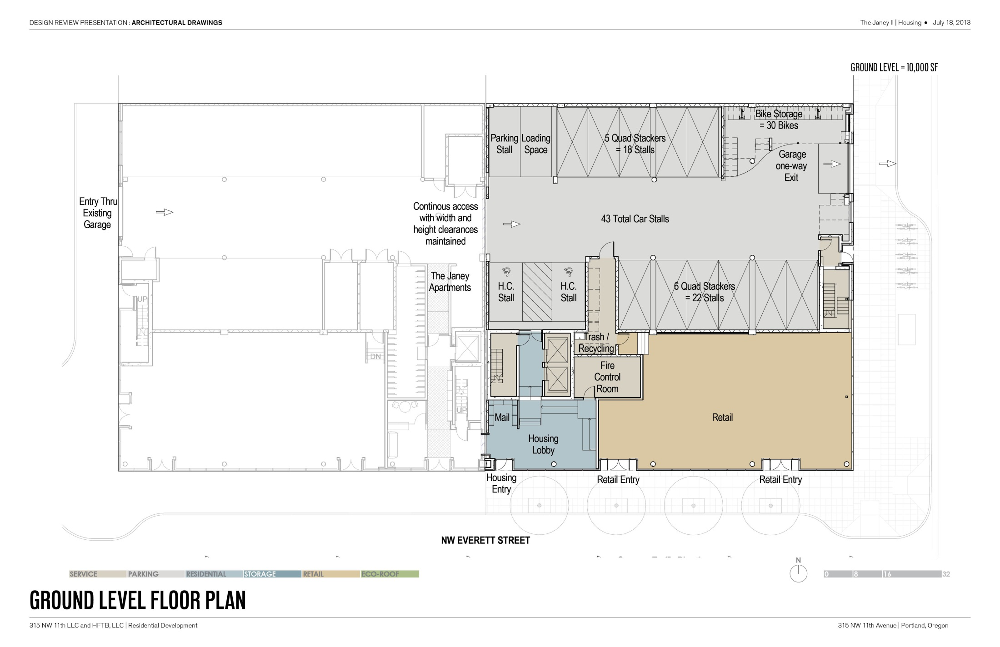 DESIGN REVIEW PRESENTATION : ARCHITECTURAL DRAWINGS
The Janey II | Housing ● July 18, 2013
GROUND LEVEL = 10,000 SF
Bike Storage
= 30 Bikes
Parking
Stall
Loading
Space
5 Quad Stackers
= 18 Stalls
Garage
one-way
Exit
Entry Thru
Existing
Garage
Continous access
with width and
height clearances
maintained
43 Total Car Stalls
The Janey
Apartments
H.C.
Stall
H.C.
Stall
6 Quad Stackers
= 22 Stalls
UP
N
N
Trash /
Recycling
DN
Fire
Control
Room
N
N
UP
Mail
Retail
Housing
Lobby
Housing
Entry
Retail Entry
Retail Entry
NW EVERETT STREET
SERVICE
PARKING
RESIDENTIAL
STORAGE
RETAIL
ECO-ROOF
N
0 8 16 32
GROUND LEVEL FLOOR PLAN
315 NW 11th LLC and HFTB, LLC | Residential Development
315 NW 11th Avenue | Portland, Oregon